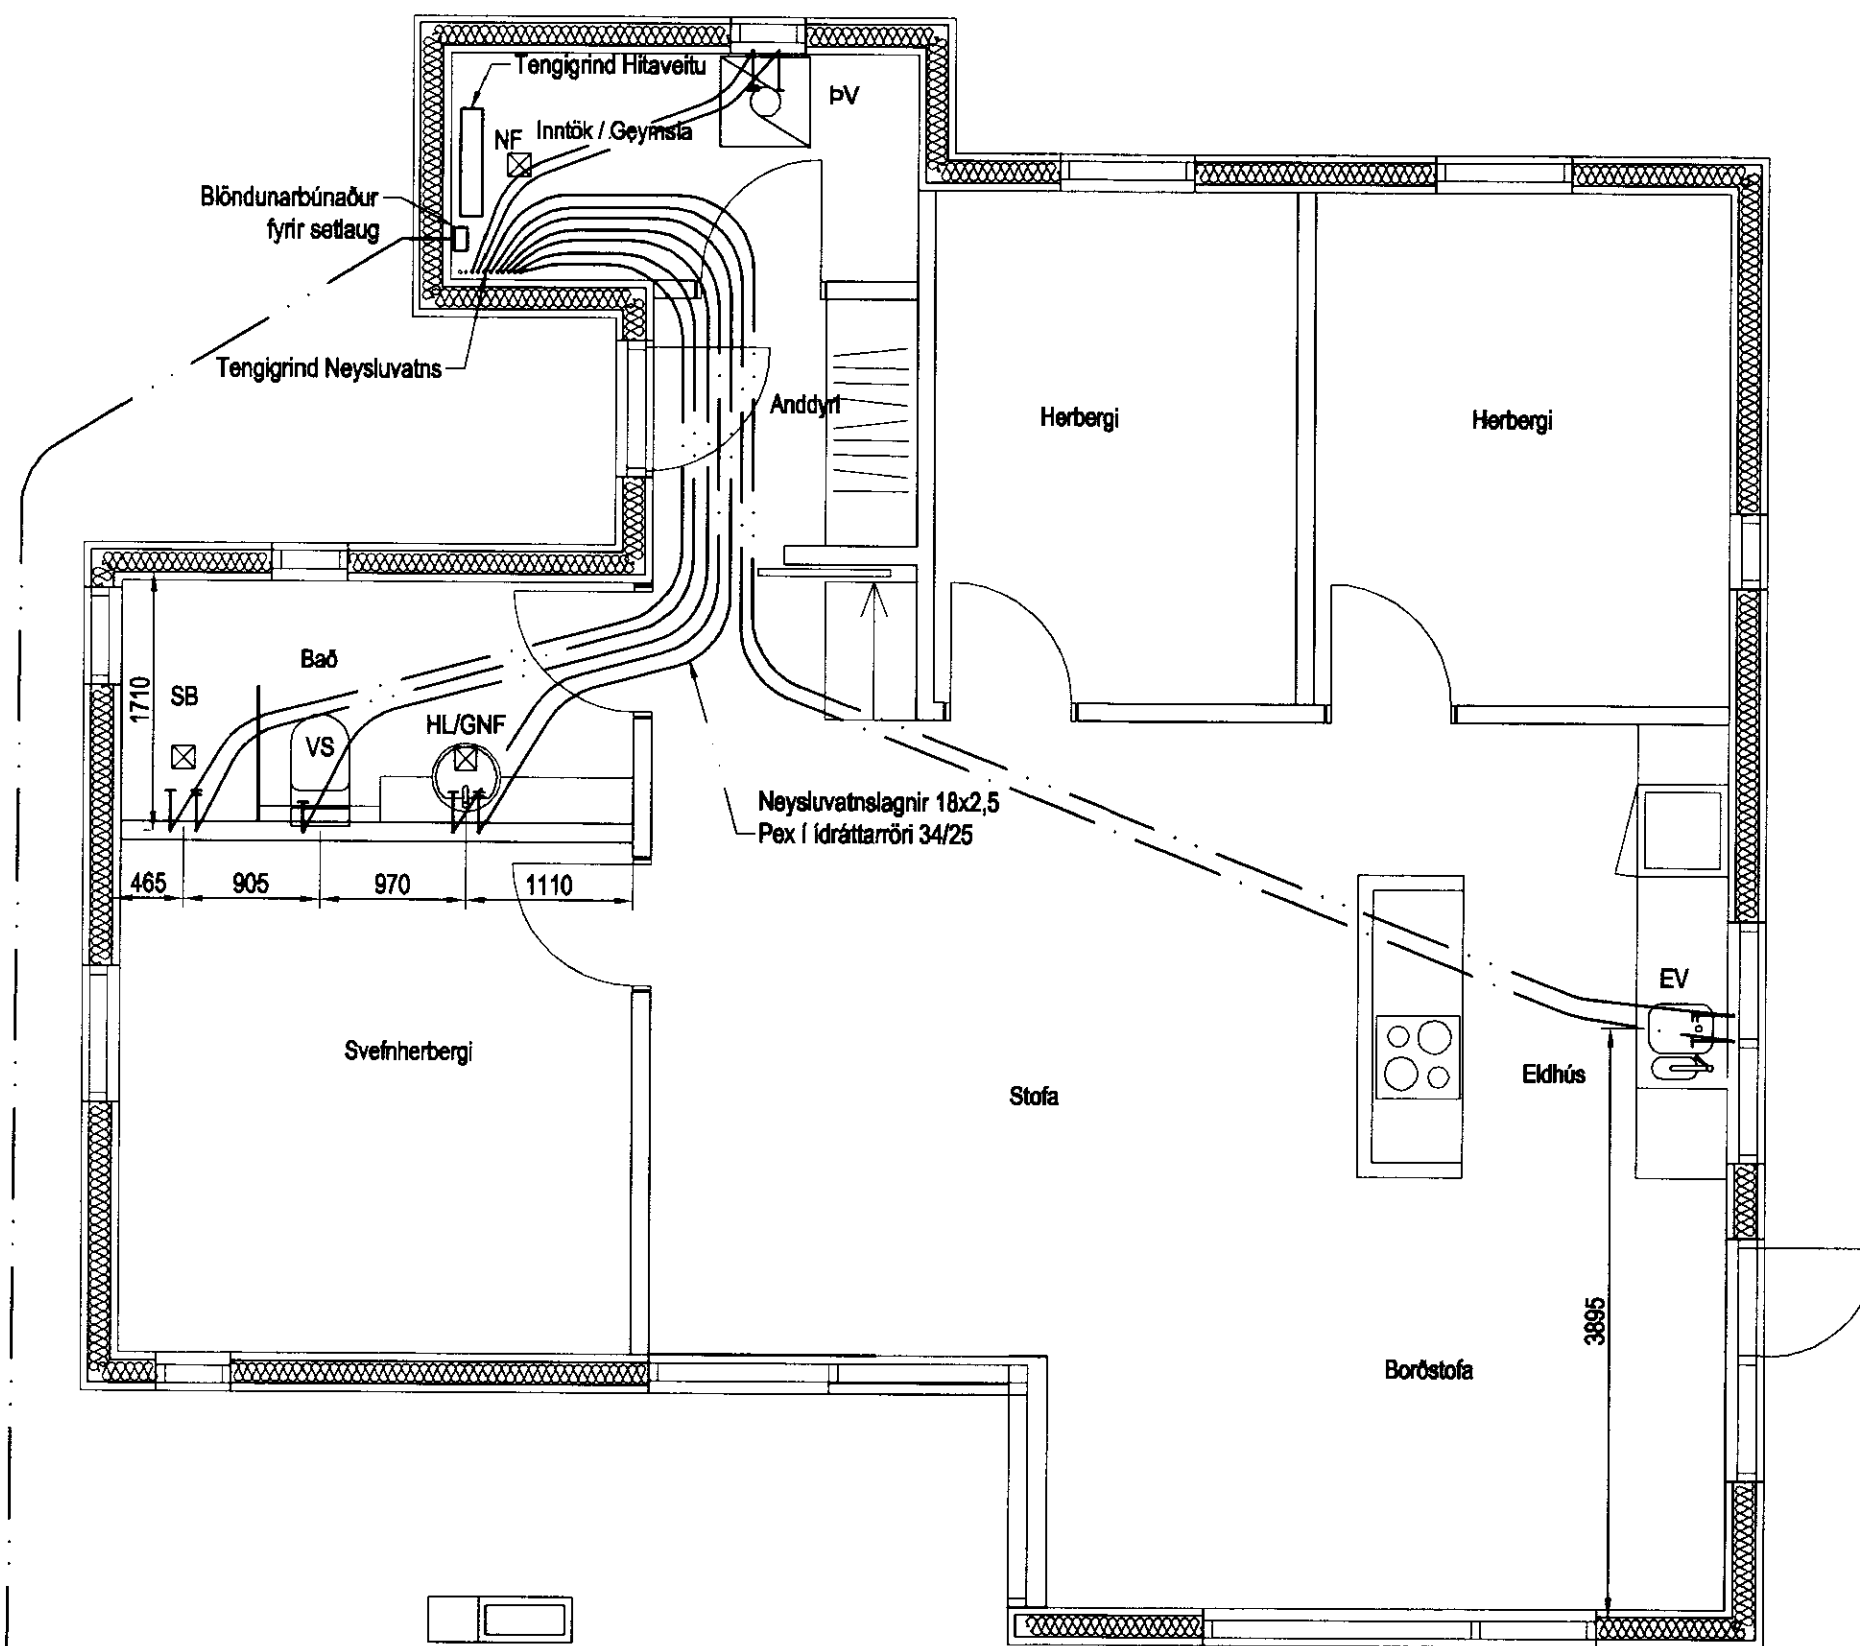 Tengigrind Hitaveitu
ÞV
NF
Inntök / Geymsla
Blöndunarbúnaður
fyrir setlaug
Tengigrind Neysluvatns
Anddyri
Herbergi
Herbergi
Bað
SB
1710
VS
HL/GNF
Neysluvatnslagnir 18x2,5
Pex í ídráttarröri 34/25
465
905
970
1110
EV
Svefnherbergi
Stofa
Eldhús
3895
Borðstofa